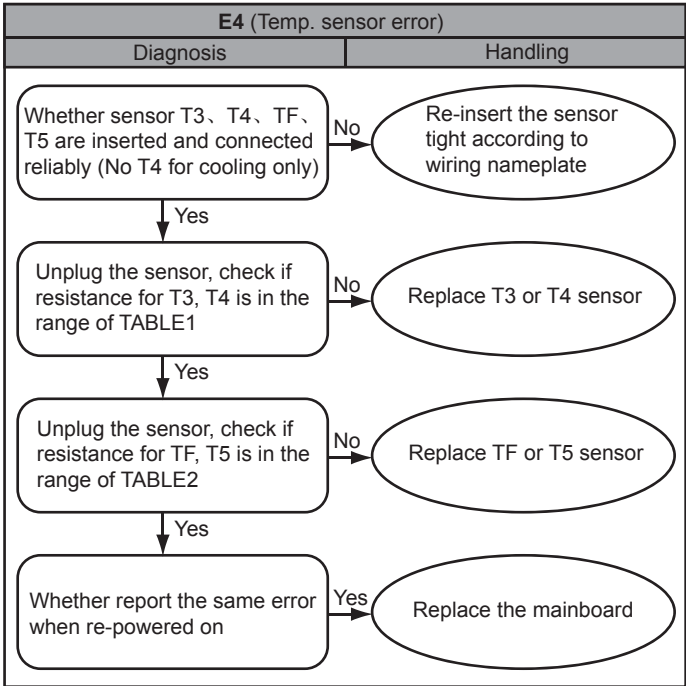 E4 (Temp. sensor error)
Diagnosis
Handling
Whether sensor T3、T4、TF、
T5 are inserted and connected
reliably (No T4 for cooling only)
No
Re-insert the sensor
tight according to
wiring nameplate
Yes
Unplug the sensor, check if
resistance for T3, T4 is in the
range of TABLE1
No
Replace T3 or T4 sensor
Yes
Unplug the sensor, check if
resistance for TF, T5 is in the
range of TABLE2
No
Replace TF or T5 sensor
Yes
Whether report the same error
when re-powered on
Yes
Replace the mainboard